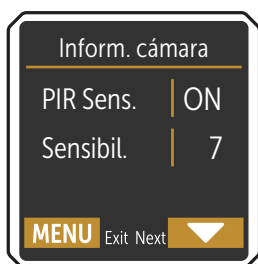 Inform. cámara
PIR Sens. ON
Sensibil. 7
MENU Exit Next